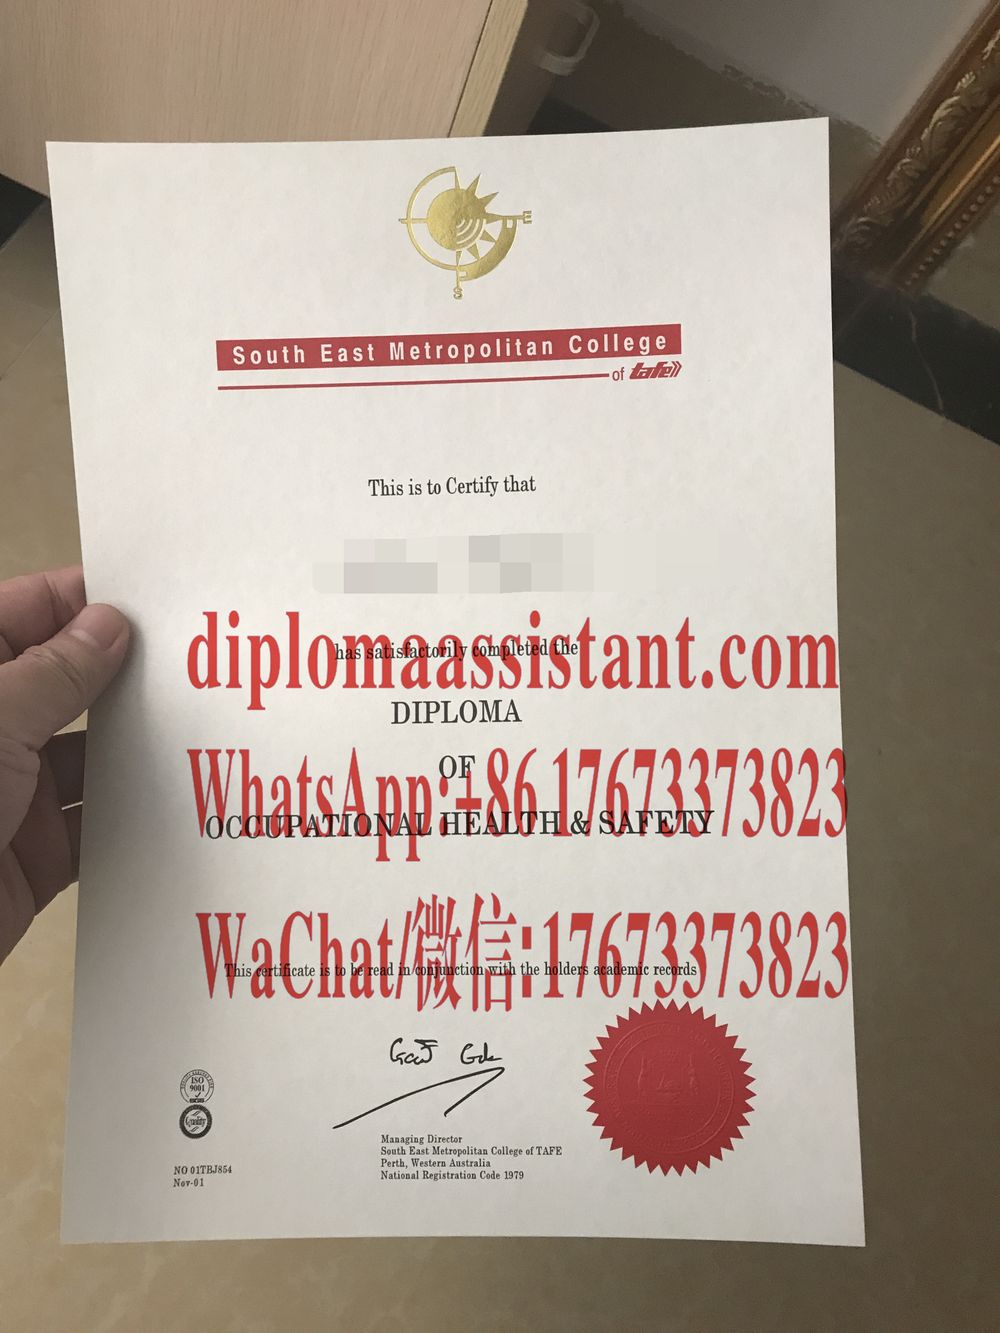 E
S
South East Metropolitan College
of tafe
This is to Certify that
diplomaassistant.com
has satisfactorily completed the
DIPLOMA
OF
WhatsApp:+86 17673373823
OCCUPATIONAL HEALTH & SAFETY
WaChat/微信:17673373823
This certificate is to be read in conjunction with the holders academic records
ISO
9001
SGS
Quality
Managing Director
South East Metropolitan College of TAFE
Perth, Western Australia
National Registration Code 1979
NO 01TBJ854
Nov-01